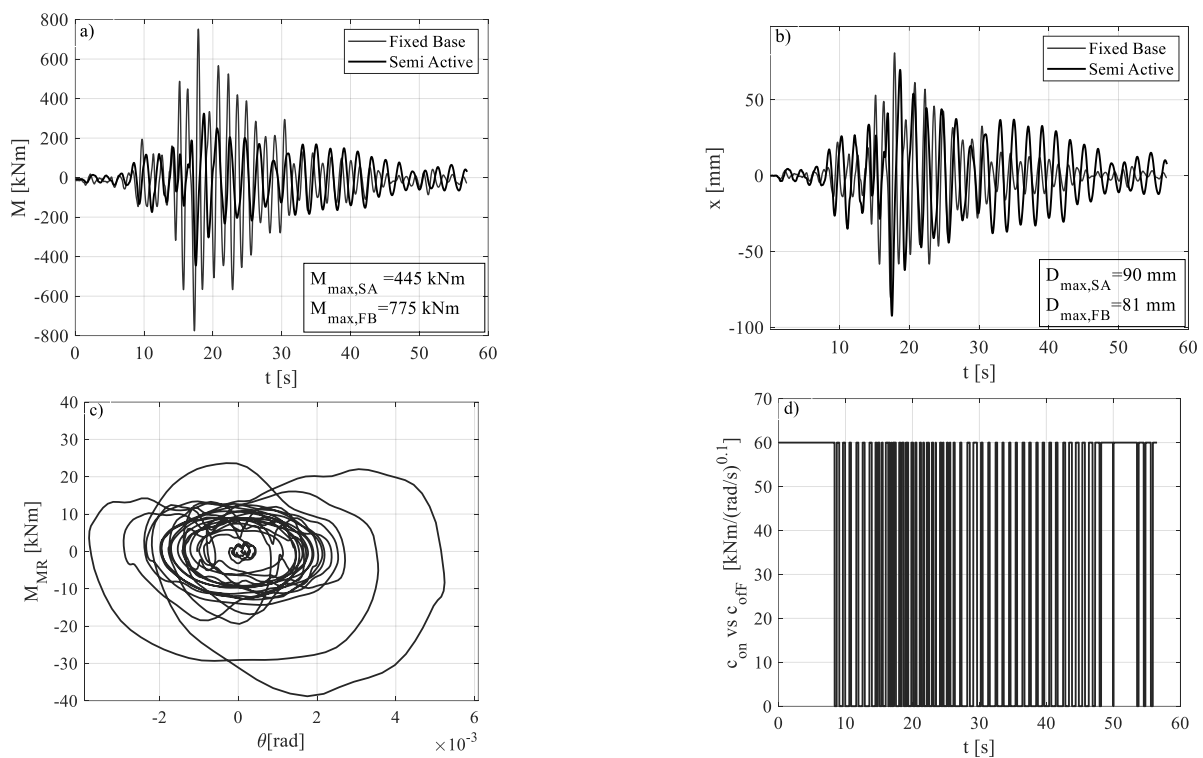 a)
Fixed Base
Semi Active
M_max,SA =445 kNm
M_max,FB =775 kNm
800
600
400
200
0
-200
-400
-600
-800
M [kNm]
0 10 20 30 40 50 60
t [s]
b)
Fixed Base
Semi Active
D_max,SA =90 mm
D_max,FB =81 mm
50
0
-50
-100
x [mm]
10 20 30 40 50 60
t [s]
c)
40
30
20
10
0
-10
-20
-30
-40
M_MR [kNm]
-2 0 2 4 6
×10^-3
θ[rad]
d)
70
60
50
40
30
20
10
0
c_on vs c_ofF [kNm/(rad/s)^0.1]
0 10 20 30 40 50 60
t [s]